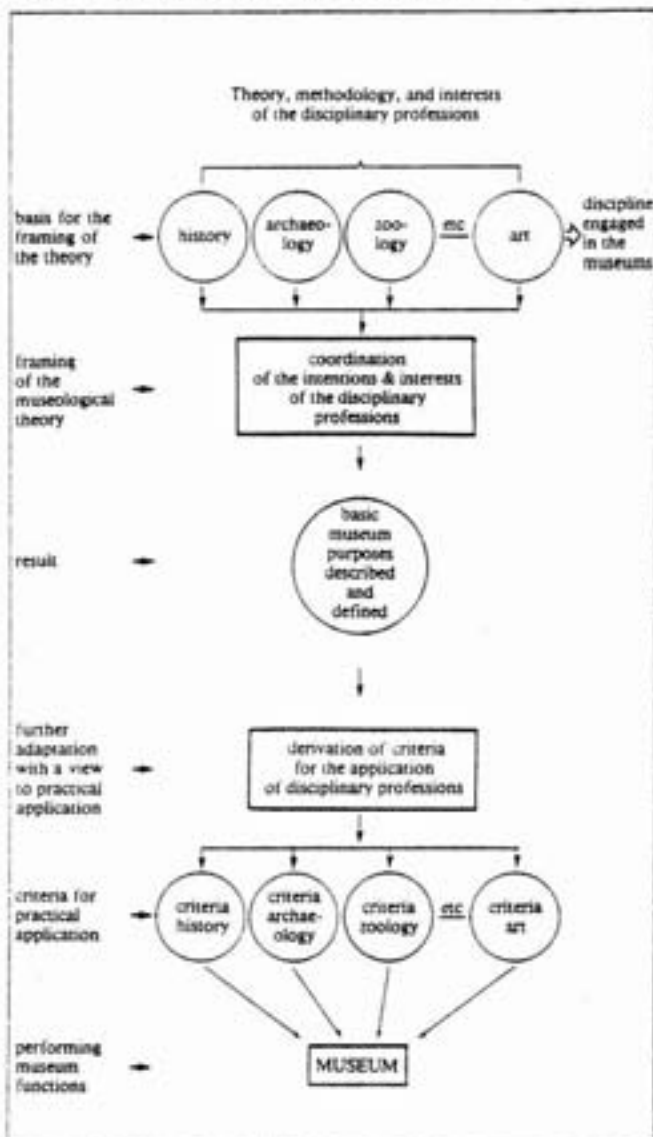 Theory, methodology, and interests
of the disciplinary professions
basis for the
framing of
the theory
history
archaeo-
logy
zoo-
logy
etc
art
discipline
engaged
in the
museums
framing
of the
museological
theory
coordination
of the intentions & interests
of the disciplinary
professions
result
basic
museum
purposes
described
and
defined
further
adaptation
with a view
to practical
application
derivation of criteria
for the application
of disciplinary professions
criteria for
practical
application
criteria
history
criteria
archae-
ology
criteria
zoology
etc
criteria
art
performing
museum
functions
MUSEUM